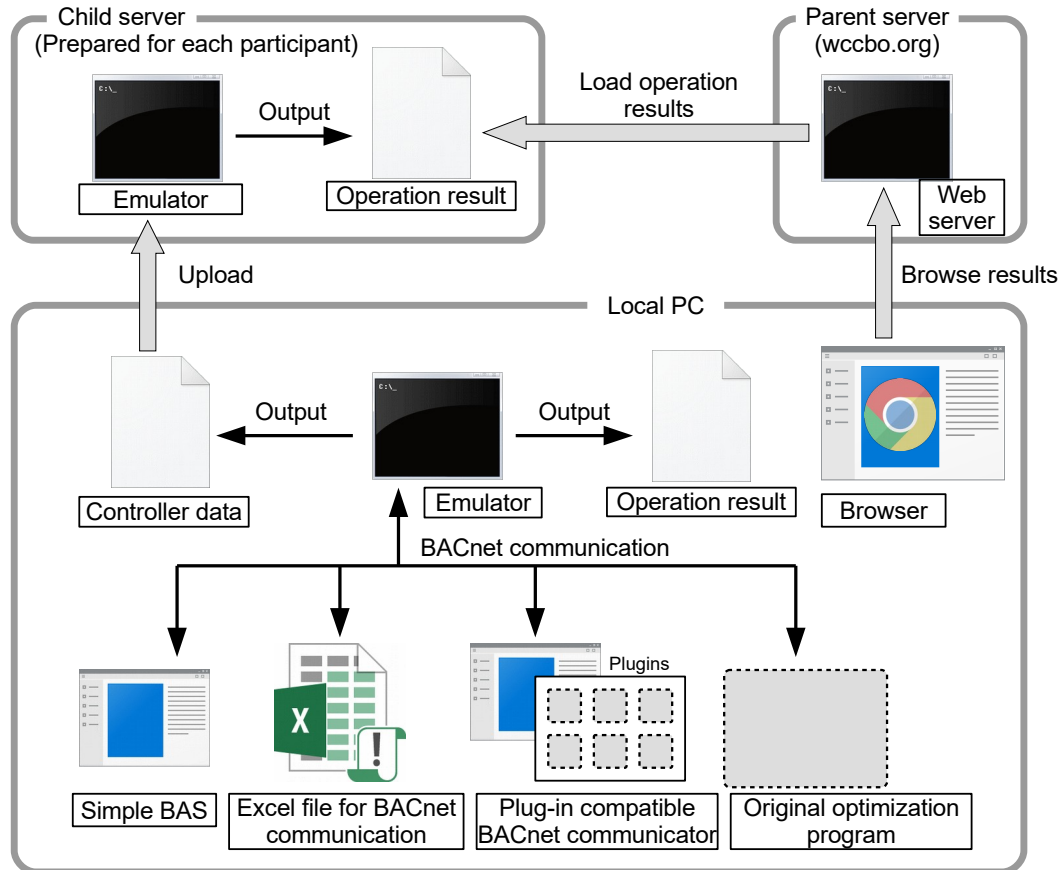 Child server
(Prepared for each participant)
C:\_
Output
Emulator
Operation result
Load operation
results
Parent server
(wccbo.org)
C:\_
Web
server
Upload
Browse results
Local PC
Output
C:\_
Output
Controller data
Emulator
Operation result
Browser
BACnet communication
Plugins
X
!
Simple BAS
Excel file for BACnet
communication
Plug-in compatible
BACnet communicator
Original optimization
program